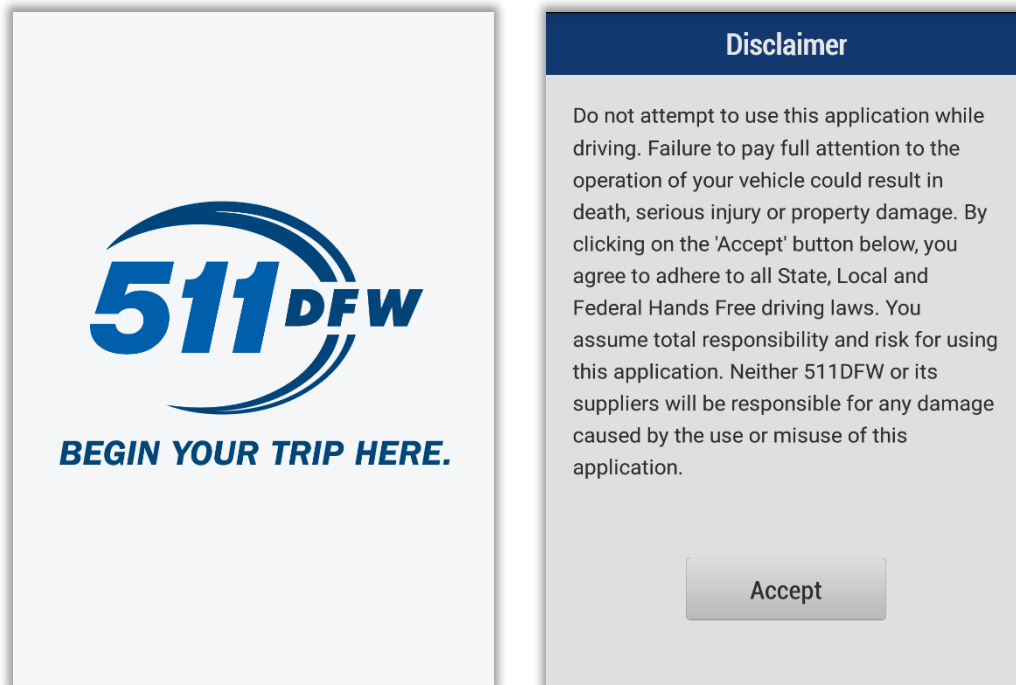 511 DFW
BEGIN YOUR TRIP HERE.
Disclaimer
Do not attempt to use this application while
driving. Failure to pay full attention to the
operation of your vehicle could result in
death, serious injury or property damage. By
clicking on the 'Accept' button below, you
agree to adhere to all State, Local and
Federal Hands Free driving laws. You
assume total responsibility and risk for using
this application. Neither 511DFW or its
suppliers will be responsible for any damage
caused by the use or misuse of this
application.
Accept